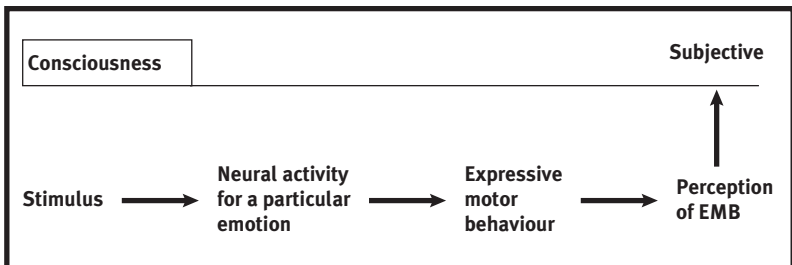 Consciousness
Subjective
Stimulus
Neural activity
for a particular
emotion
Expressive
motor
behaviour
Perception
of EMB